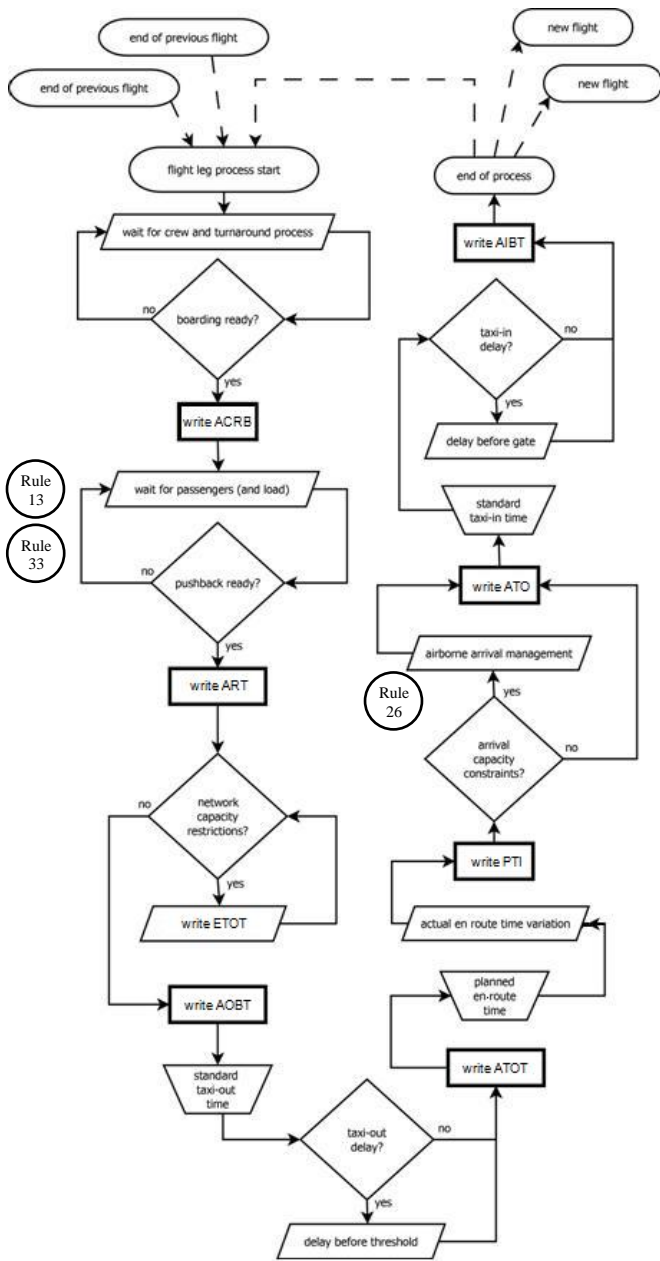 end of previous flight
end of previous flight
flight leg process start
wait for crew and turnaround process
no
boarding ready?
yes
write ACRB
Rule
13
wait for passengers (and load)
Rule
33
no
pushback ready?
yes
write ART
no
network
capacity
restrictions?
yes
write ETOT
write AOBT
standard
taxi-out
time
taxi-out
delay?
no
yes
delay before threshold
write ATOT
planned
en-route
time
actual en route time variation
write PTI
arrival
capacity
constraints?
no
yes
Rule
26
airborne arrival management
write ATO
standard
taxi-in time
taxi-in
delay?
no
yes
delay before gate
write AIBT
end of process
new flight
new flight